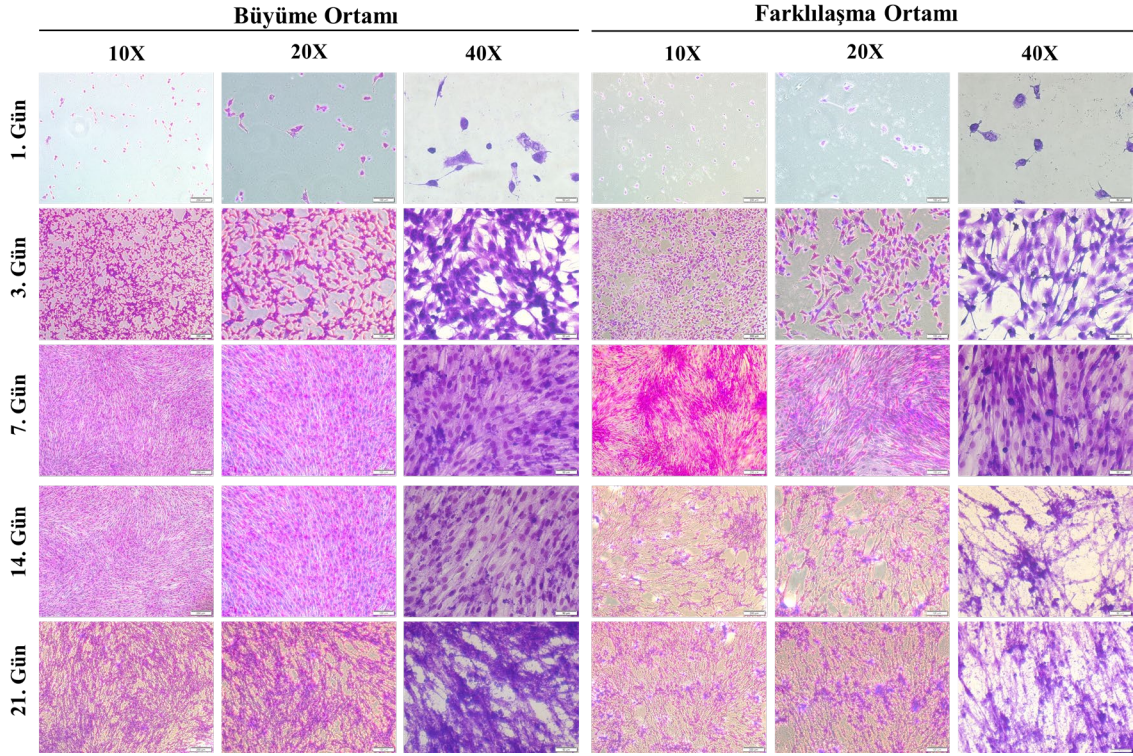 Büyüme Ortamı Farklılaşma Ortamı
10X 20X 40X 10X 20X 40X
1. Gün
3. Gün
7. Gün
14. Gün
21. Gün